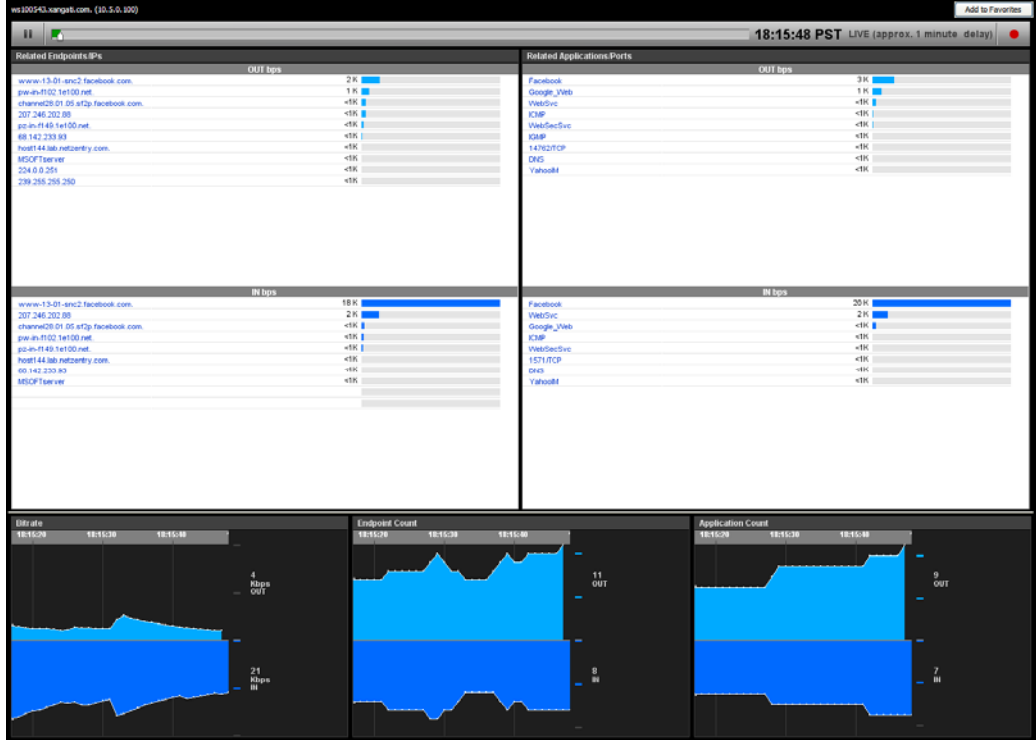 ws100543.xangati.com. (10.5.0.100)
Add to Favorites
18:15:48 PST LIVE (approx. 1 minute delay)
Related Endpoints/IPs
OUT bps
www-13-01-snc2.facebook.com. 2 K
pw-in-f102.1e100.net. 1 K
channel28.01.05.sf2p.facebook.com. <1K
207.246.202.88 <1K
pz-in-f149.1e100.net. <1K
68.142.233.93 <1K
host144.lab.netzentry.com. <1K
MSOFTserver <1K
224.0.0.251 <1K
239.255.255.250 <1K
IN bps
www-13-01-snc2.facebook.com. 18 K
207.246.202.88 2 K
channel28.01.05.sf2p.facebook.com. <1K
pw-in-f102.1e100.net. <1K
pz-in-f149.1e100.net. <1K
host144.lab.netzentry.com. <1K
68.142.233.93 <1K
MSOFTserver <1K
Related Applications/Ports
OUT bps
Facebook 3 K
Google_Web 1 K
WebSvc <1K
ICMP <1K
WebSecSvc <1K
IGMP <1K
14762/TCP <1K
DNS <1K
YahooIM <1K
IN bps
Facebook 20 K
WebSvc 2 K
Google_Web <1K
ICMP <1K
WebSecSvc <1K
1571/TCP <1K
DNS <1K
YahooIM <1K
Bitrate
18:15:20 18:15:30 18:15:40
4
Kbps
OUT
21
Kbps
IN
Endpoint Count
18:15:20 18:15:30 18:15:40
11
OUT
8
IN
Application Count
18:15:20 18:15:30 18:15:40
9
OUT
7
IN